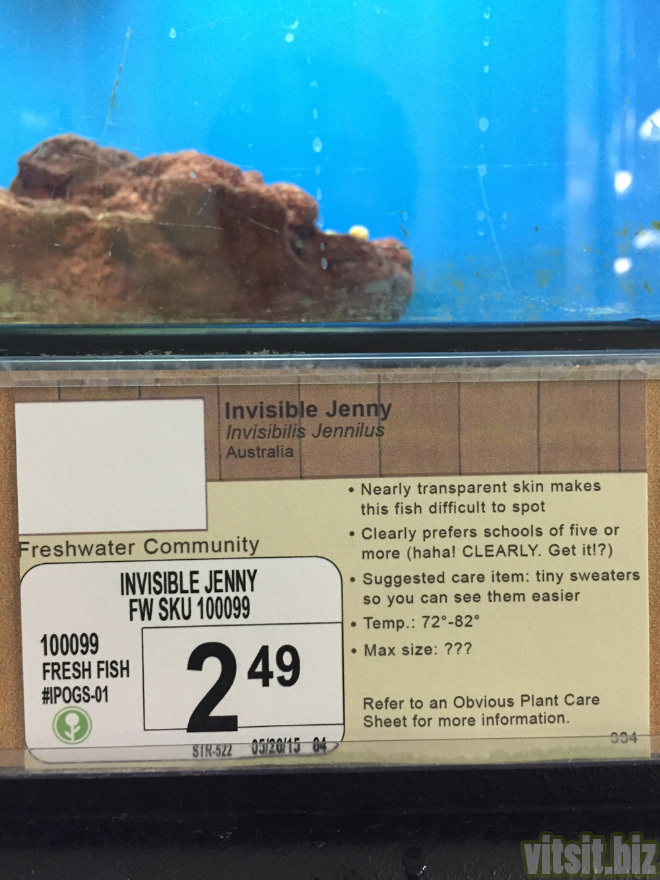 Invisible Jenny
Invisibilis Jennilus
Australia
• Nearly transparent skin makes
this fish difficult to spot
• Clearly prefers schools of five or
more (haha! CLEARLY. Get it!?)
• Suggested care item: tiny sweaters
so you can see them easier
• Temp.: 72°-82°
• Max size: ???
Refer to an Obvious Plant Care
Sheet for more information.
934
Freshwater Community
INVISIBLE JENNY
FW SKU 100099
100099
FRESH FISH
#IPOGS-01
2 49
STR-522 05/20/15 04
vitsit.biz